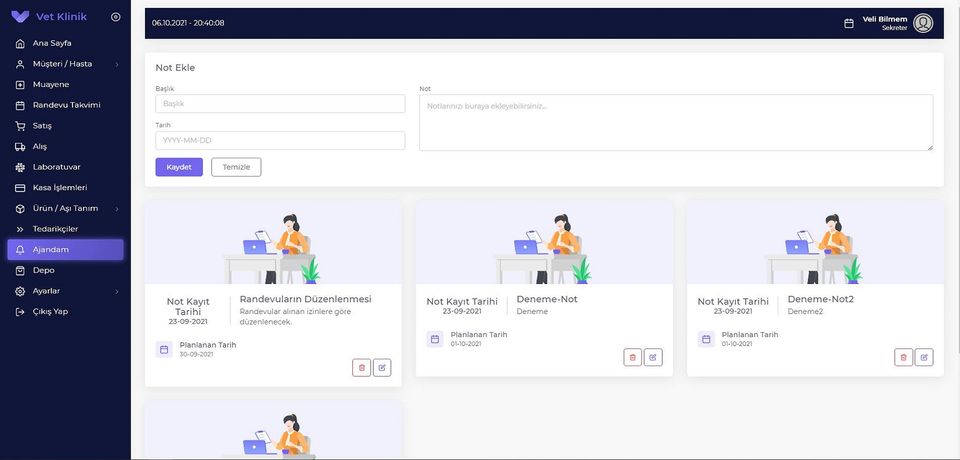 Vet Klinik
Ana Sayfa
Müşteri / Hasta
Muayene
Randevu Takvimi
Satış
Alış
Laboratuvar
Kasa İşlemleri
Ürün / Aşı Tanım
Tedarikçiler
Ajandam
Depo
Ayarlar
Çıkış Yap
06.10.2021 - 20:40:08
Veli Bilmem
Sekreter
Not Ekle
Başlık
Başlık
Tarih
YYYY-MM-DD
Not
Notlarınızı buraya ekleyebilirsiniz...
Kaydet
Temizle
Not Kayıt
Tarihi
23-09-2021
Randevuların Düzenlenmesi
Randevular alınan izinlere göre
düzenlenecek.
Planlanan Tarih
30-09-2021
Not Kayıt Tarihi
23-09-2021
Deneme-Not
Deneme
Planlanan Tarih
01-10-2021
Not Kayıt Tarihi
23-09-2021
Deneme-Not2
Deneme2
Planlanan Tarih
01-10-2021